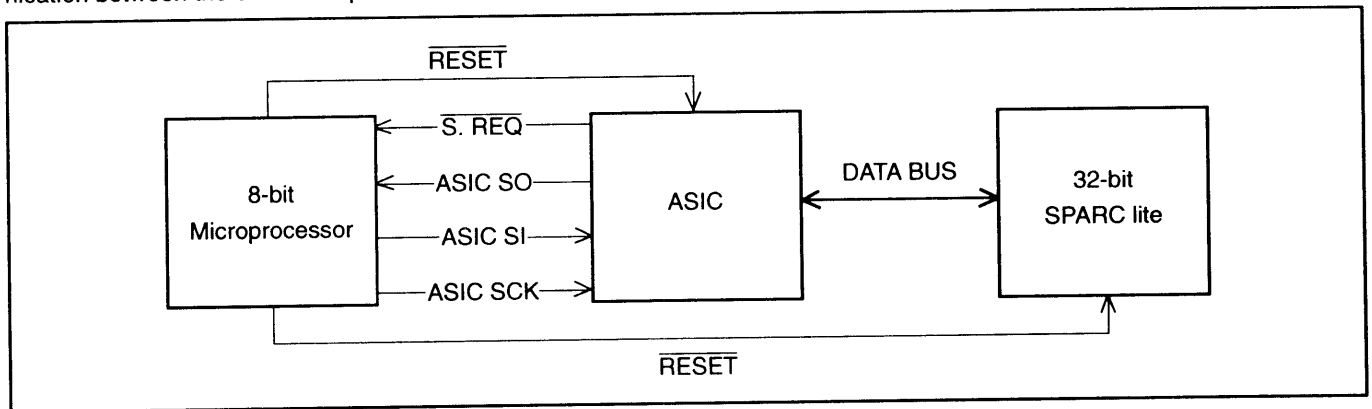 RESET
S. REQ
ASIC SO
ASIC SI
ASIC SCK
8-bit
Microprocessor
ASIC
DATA BUS
32-bit
SPARC lite
RESET